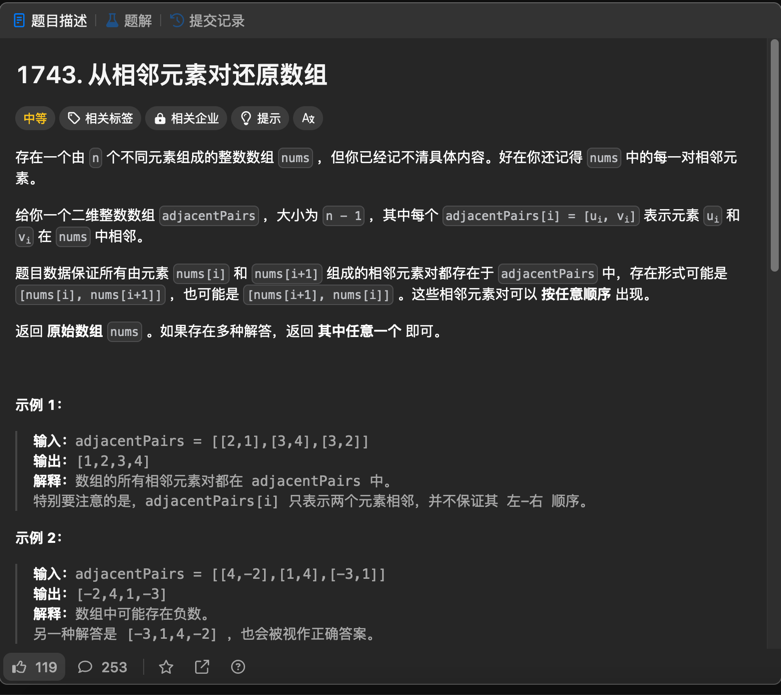 题目描述 题解 提交记录
1743. 从相邻元素对还原数组
中等 相关标签 相关企业 提示
存在一个由 n 个不同元素组成的整数数组 nums ，但你已经记不清具体内容。好在你还记得 nums 中的每一对相邻元
素。
给你一个二维整数数组 adjacentPairs ，大小为 n - 1 ，其中每个 adjacentPairs[i] = [uᵢ, vᵢ] 表示元素 uᵢ 和
vᵢ 在 nums 中相邻。
题目数据保证所有由元素 nums[i] 和 nums[i+1] 组成的相邻元素对都存在于 adjacentPairs 中，存在形式可能是
[nums[i], nums[i+1]] ，也可能是 [nums[i+1], nums[i]] 。这些相邻元素对可以 按任意顺序 出现。
返回 原始数组 nums 。如果存在多种解答，返回 其中任意一个 即可。
示例 1：
输入：adjacentPairs = [[2,1],[3,4],[3,2]]
输出：[1,2,3,4]
解释：数组的所有相邻元素对都在 adjacentPairs 中。
特别要注意的是，adjacentPairs[i] 只表示两个元素相邻，并不保证其 左-右 顺序。
示例 2：
输入：adjacentPairs = [[4,-2],[1,4],[-3,1]]
输出：[-2,4,1,-3]
解释：数组中可能存在负数。
另一种解答是 [-3,1,4,-2] ，也会被视作正确答案。
119 253